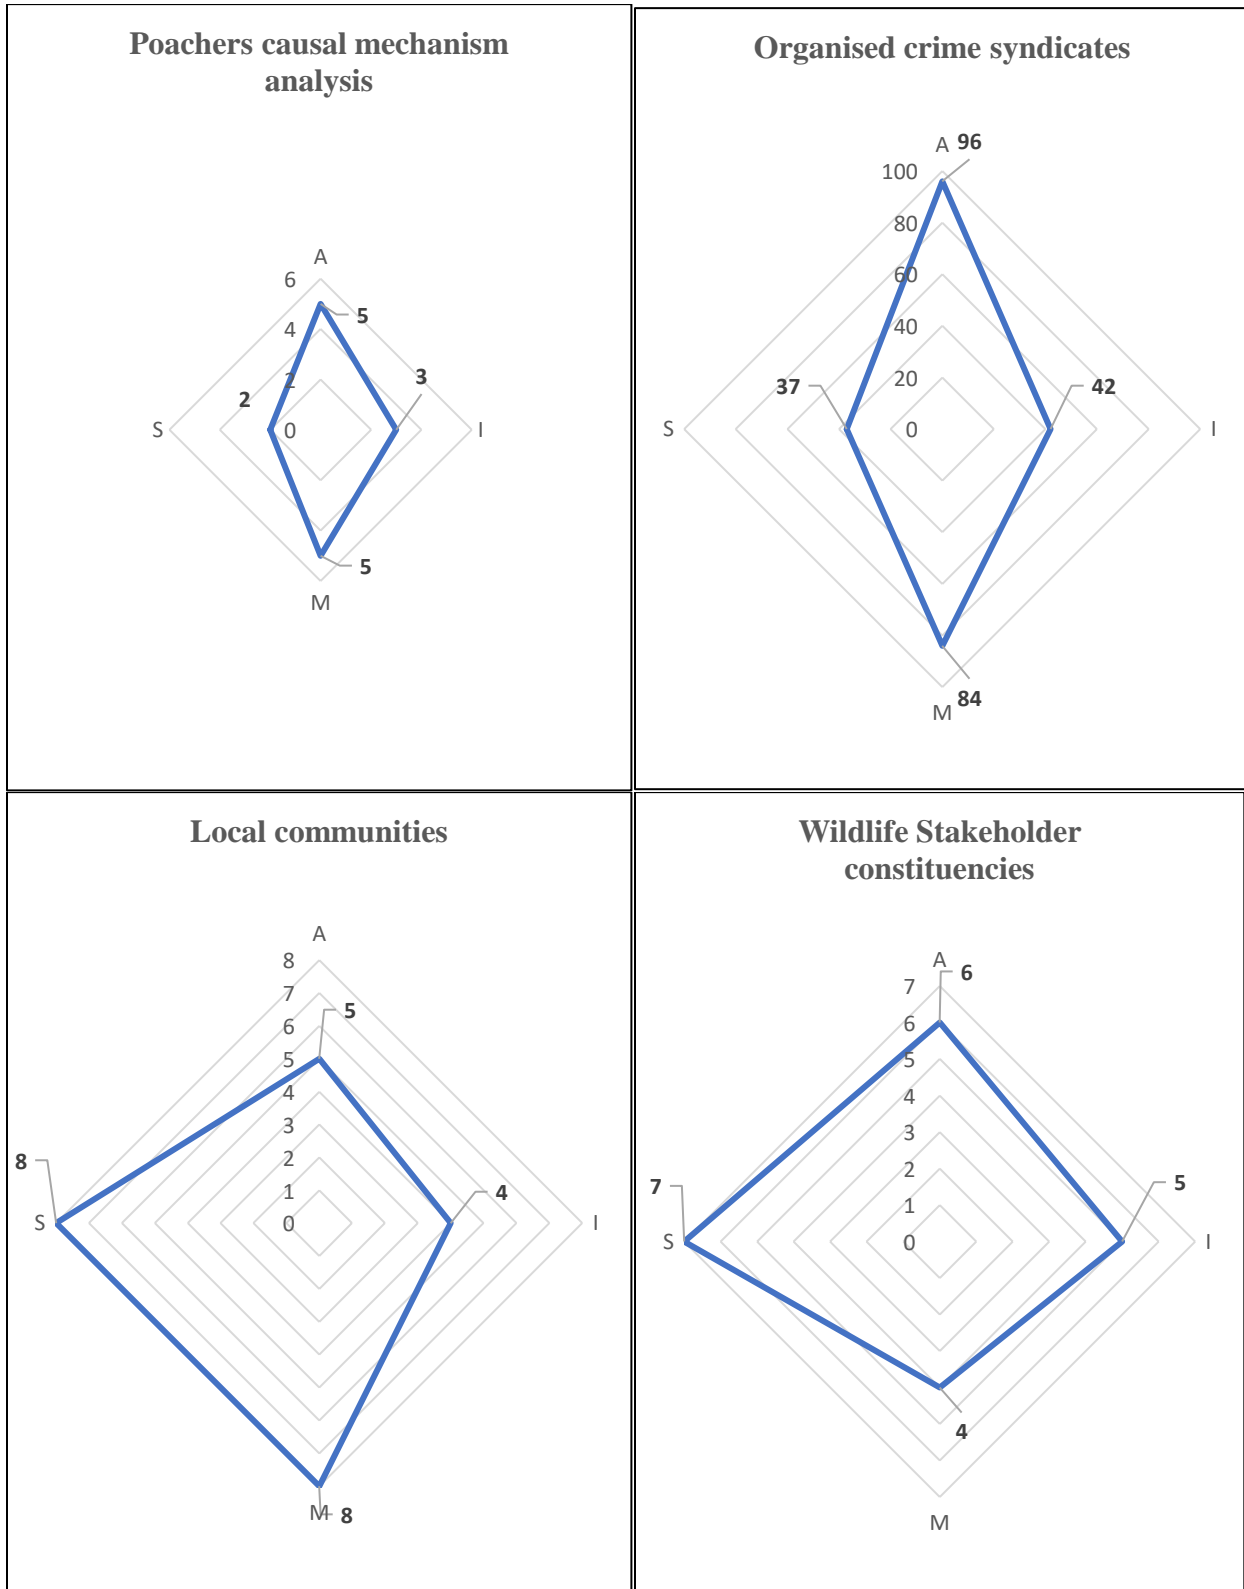 Poachers causal mechanism
analysis
A
6
5
4
3
2
2
S
0
I
5
M
Organised crime syndicates
A
96
100
80
60
40
37
42
20
S
0
I
84
M
Local communities
A
8
7
5
6
5
4
3
2
8
1
4
S
0
I
M
8
Wildlife Stakeholder
constituencies
A
6
7
6
5
4
3
2
7
5
1
S
0
I
4
M